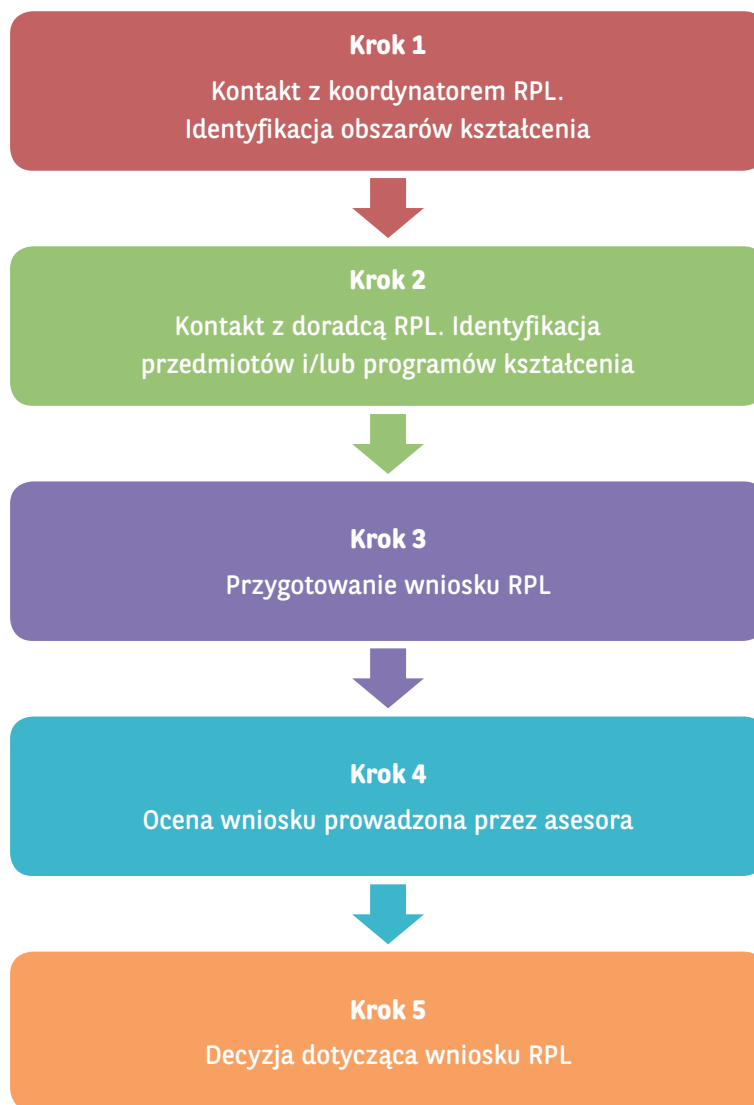 Krok 1
Kontakt z koordynatorem RPL.
Identyfikacja obszarów kształcenia
Krok 2
Kontakt z doradcą RPL. Identyfikacja
przedmiotów i/lub programów kształcenia
Krok 3
Przygotowanie wniosku RPL
Krok 4
Ocena wniosku prowadzona przez asesora
Krok 5
Decyzja dotycząca wniosku RPL